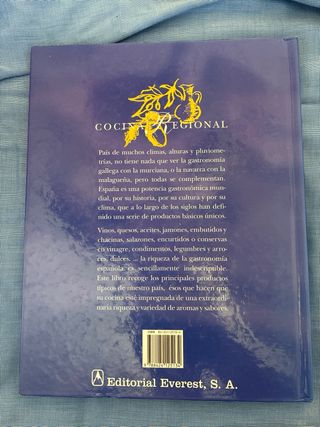 COCINA REGIONAL
País de muchos climas, alturas y pluviome-
trías, no tiene nada que ver la gastronomía
gallega con la murciana, o la navarra con la
malagueña, pero todas se complementan.
España es una potencia gastronómica mun-
dial, por su historia, por su cultura y por su
clima, que a lo largo de los siglos han defi-
nido una serie de productos básicos únicos.
Vinos, quesos, aceites, jamones, embutidos y
chacinas, salazones, encurtidos o conservas
en vinagre, condimentos, legumbres y arro-
ces, dulces. ... la riqueza de la gastronomía
española es sencillamente indescriptible.
Este libro recoge los principales productos
típicos de nuestro país, ésos que hacen que
su cocina esté impregnada de una extraordi-
naria riqueza y variedad de aromas y sabores.
ISBN
Editorial Everest, S. A.